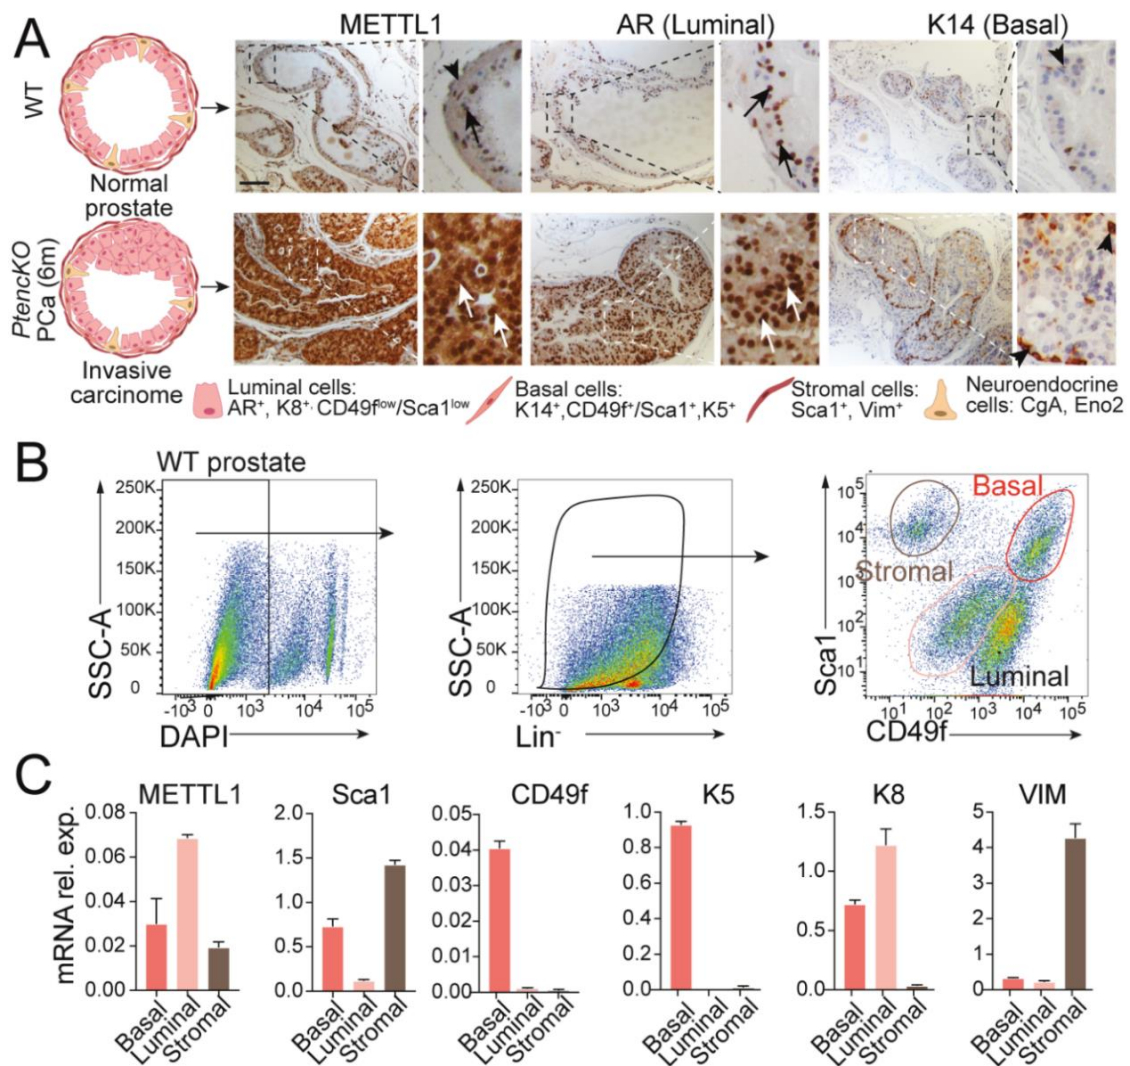 A
METTL1
AR (Luminal)
K14 (Basal)
WT
Normal
prostate
PtencKO
PCa (6m)
Invasive
carcinome
Luminal cells:
AR⁺, K8⁺, CD49fˡᵒʷ/Sca1ˡᵒʷ
Basal cells:
K14⁺,CD49f⁺/Sca1⁺,K5⁺
Stromal cells:
Sca1⁺, Vim⁺
Neuroendocrine
cells: CgA, Eno2
B
WT prostate
SSC-A
250K
200K
150K
100K
50K
0
-10³ 0 10³ 10⁴ 10⁵
DAPI
SSC-A
250K
200K
150K
100K
50K
0
-10³ 0 10³ 10⁴ 10⁵
Lin⁻
Sca1
10⁵
10⁴
10³
10²
10¹
Basal
Stromal
Luminal
10¹ 10² 10³ 10⁴ 10⁵
CD49f
C
mRNA rel. exp.
METTL1
0.08
0.06
0.04
0.02
0.00
Basal
Luminal
Stromal
Sca1
2.0
1.5
1.0
0.5
0.0
Basal
Luminal
Stromal
CD49f
0.05
0.04
0.03
0.02
0.01
0.00
Basal
Luminal
Stromal
K5
1.0
0.8
0.6
0.4
0.2
0.0
Basal
Luminal
Stromal
K8
1.5
1.0
0.5
0.0
Basal
Luminal
Stromal
VIM
5
4
3
2
1
0
Basal
Luminal
Stromal